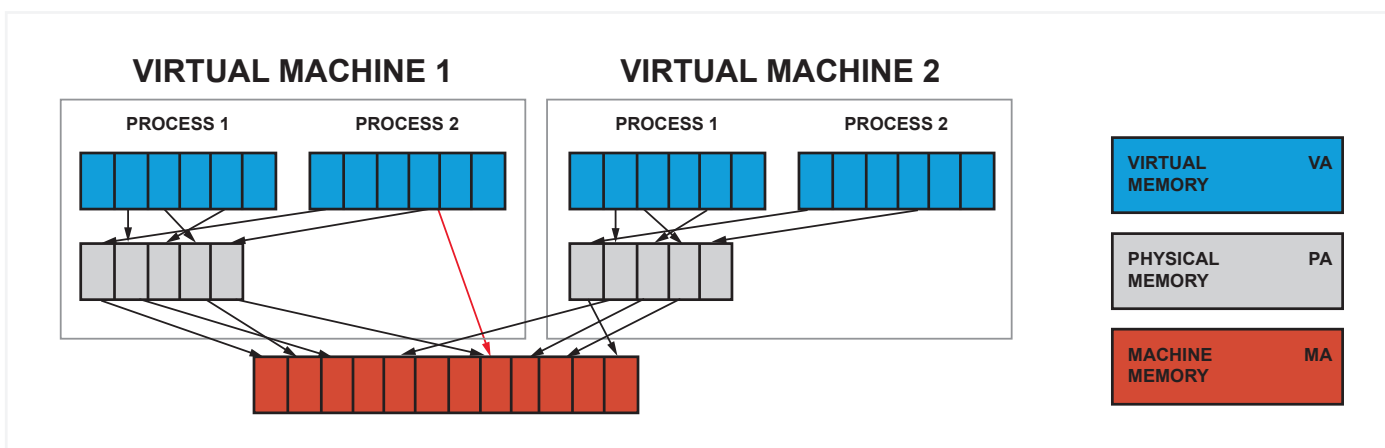 VIRTUAL MACHINE 1
VIRTUAL MACHINE 2
PROCESS 1
PROCESS 2
PROCESS 1
PROCESS 2
VIRTUAL VA
MEMORY
PHYSICAL PA
MEMORY
MACHINE MA
MEMORY